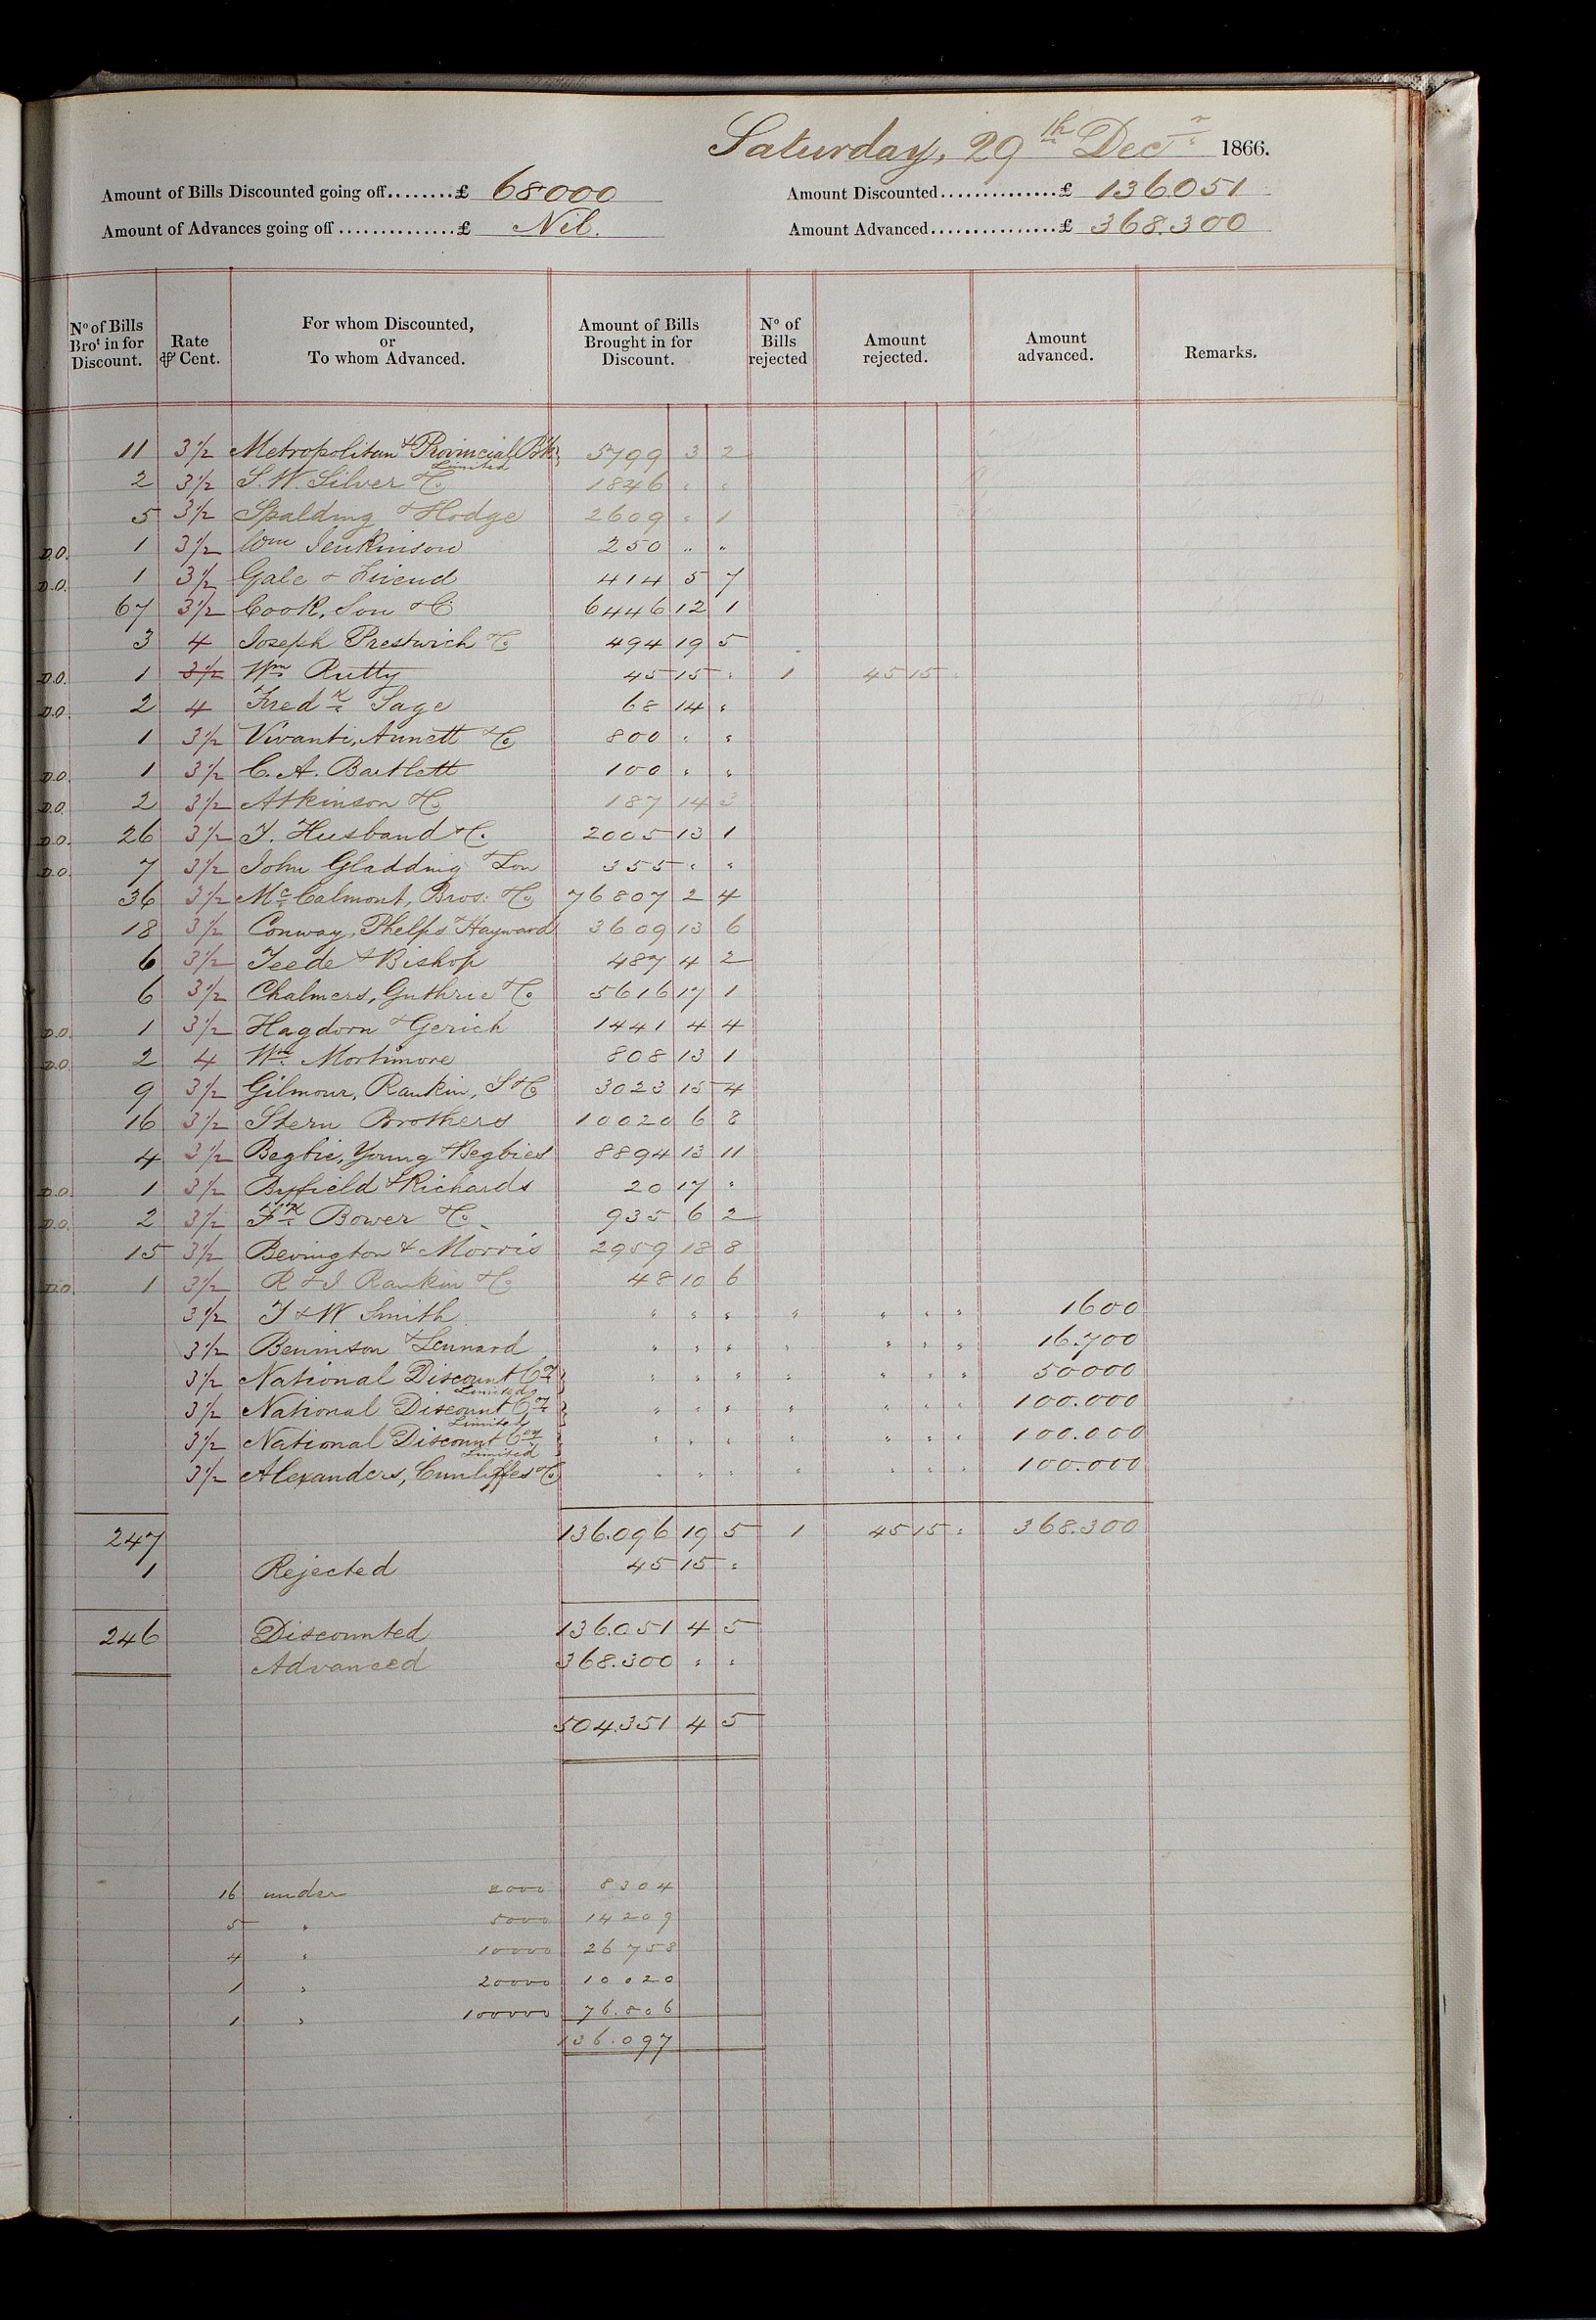 Saturday, 29th Decr 1866.
Amount of Bills Discounted going off........£ 68000
Amount Discounted..............£ 136051
Amount of Advances going off..............£ Nil.
Amount Advanced...............£ 368.300
No of Bills Brot in for Discount. Rate ⅌ Cent. For whom Discounted, or To whom Advanced. Amount of Bills Brought in for Discount. No of Bills rejected Amount rejected. Amount advanced. Remarks.
11 3½ Metropolitan & Provincial Bk Limited 5799 3 2
2 3½ S. W. Silver & Co 1846 " "
5 3½ Spalding & Hodge 2609 " 1
D.O. 1 3½ Wm Jenkinson 250 " "
D.O. 1 3½ Gale & Friend 414 5 7
67 3½ Cook, Son & Co 6446 12 1
3 4 Joseph Prestwich & Co 494 19 5
D.O. 1 3½ Wm Rutty 45 15 " 1 45 15 "
D.O. 2 4 Fredk Sage 68 14 "
1 3½ Vivanti, Aunett & Co 800 " "
D.O. 1 3½ C. A. Bartlett 100 " "
D.O. 2 3½ Atkinson & Co 187 14 3
D.O. 26 3½ T. Husband & Co 2005 13 1
D.O. 7 3½ John Gladding & Son 355 " "
36 3½ McCalmont, Bros: & Co 76807 2 4
18 3½ Conway, Phelps & Hayward 3609 13 6
6 3½ Teede & Bishop 487 4 2
6 3½ Chalmers, Guthrie & Co 5616 17 1
D.O. 1 3½ Hagdorn & Gerich 1441 4 4
D.O. 2 4 Wm Mortimore 808 13 1
9 3½ Gilmour, Rankin, S & Co 3023 15 4
16 3½ Stern Brothers 10020 6 8
4 3½ Begbie, Young & Begbies 8894 13 11
D.O. 1 3½ Byfield & Richards 20 17 "
D.O. 2 3½ Fk Bower & Co 935 6 2
15 3½ Bevington & Morris 2959 18 8
D.O. 1 3½ R & J Rankin & Co 48 10 6
3½ T & W Smith " " " " " " " 1600
3½ Bennison & Lennard " " " " " " " 16.700
3½ National Discount Coy Limited " " " " " " " 50000
3½ National Discount Coy Limited " " " " " " " 100.000
3½ National Discount Coy Limited " " " " " " " 100.000
3½ Alexanders, Cunliffes & Co " " " " " " " 100.000
247 136.096 19 5 1 45 15 " 368.300
1 Rejected 45 15 "
246 Discounted 136.051 4 5
Advanced 368.300 " "
504.351 4 5
16 under 2000 8304
5 " 5000 14209
4 " 10000 26758
1 " 20000 10020
1 " 100000 76.806
136.097